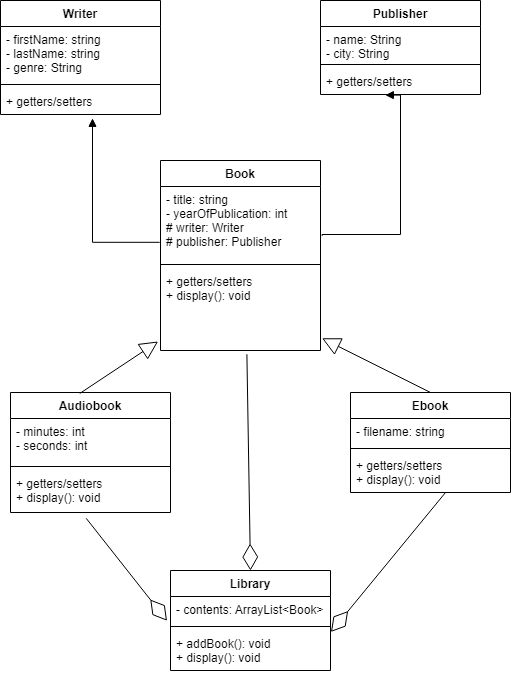 Writer
- firstName: string
- lastName: string
- genre: String
+ getters/setters
Publisher
- name: String
- city: String
+ getters/setters
Book
- title: string
- yearOfPublication: int
# writer: Writer
# publisher: Publisher
+ getters/setters
+ display(): void
Audiobook
- minutes: int
- seconds: int
+ getters/setters
+ display(): void
Ebook
- filename: string
+ getters/setters
+ display(): void
Library
- contents: ArrayList<Book>
+ addBook(): void
+ display(): void